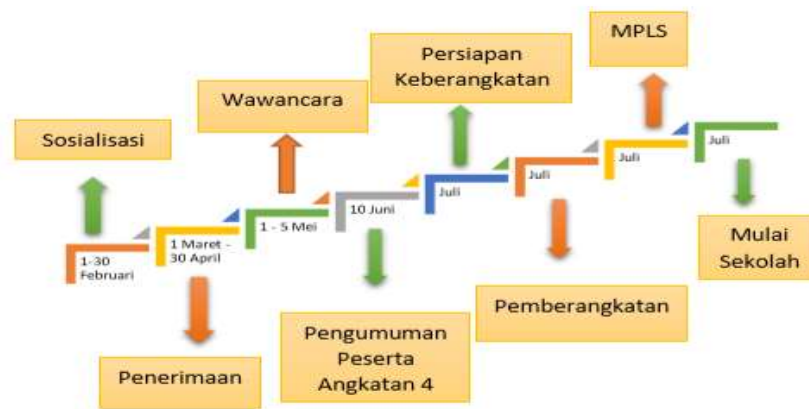 MPLS
Persiapan
Keberangkatan
Wawancara
Sosialisasi
1-30
Februari
1 Maret -
30 April
1 - 5 Mei
10 Juni
Juli
Juli
Juli
Juli
Mulai
Sekolah
Pemberangkatan
Pengumuman
Peserta
Angkatan 4
Penerimaan